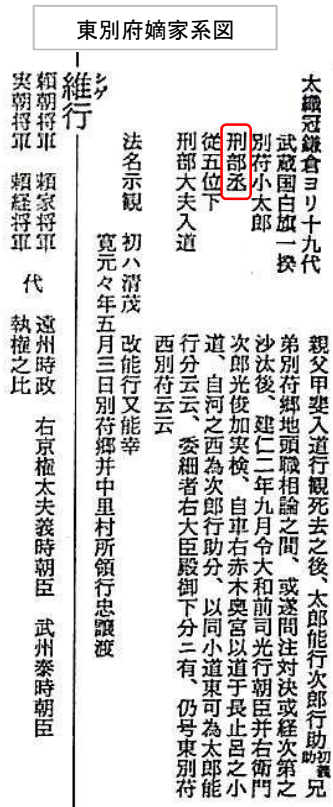 東別府嫡家系図
太織冠鎌倉ヨリ十九代
武蔵国白旗一揆
別符小太郎
刑部丞
従五位下
刑部大夫入道
親父甲斐入道行観死去之後、太郎能行次郎行助初義助兄
弟別符郷地頭職相論之間、或遂問注対決或経次第之
沙汰後、建仁二年九月令大和前司光行朝臣并右衛門
次郎光俊加実検、自車右赤木奥宮以道于長止呂之小
道、自河之西為次郎行助分、以同小道東可為太郎能
行分云云、委細者右大臣殿御下分ニ有、仍号東別符
西別符云云
法名示観 初ハ清茂 改能行又能幸
寛元々年五月三日別府郷并中里村所領行忠譲渡
シゲ
維行
頼朝将軍 頼家将軍 代 遠州時政 右京権太夫義時朝臣 武州泰時朝臣
実朝将軍 頼経将軍 執権之比